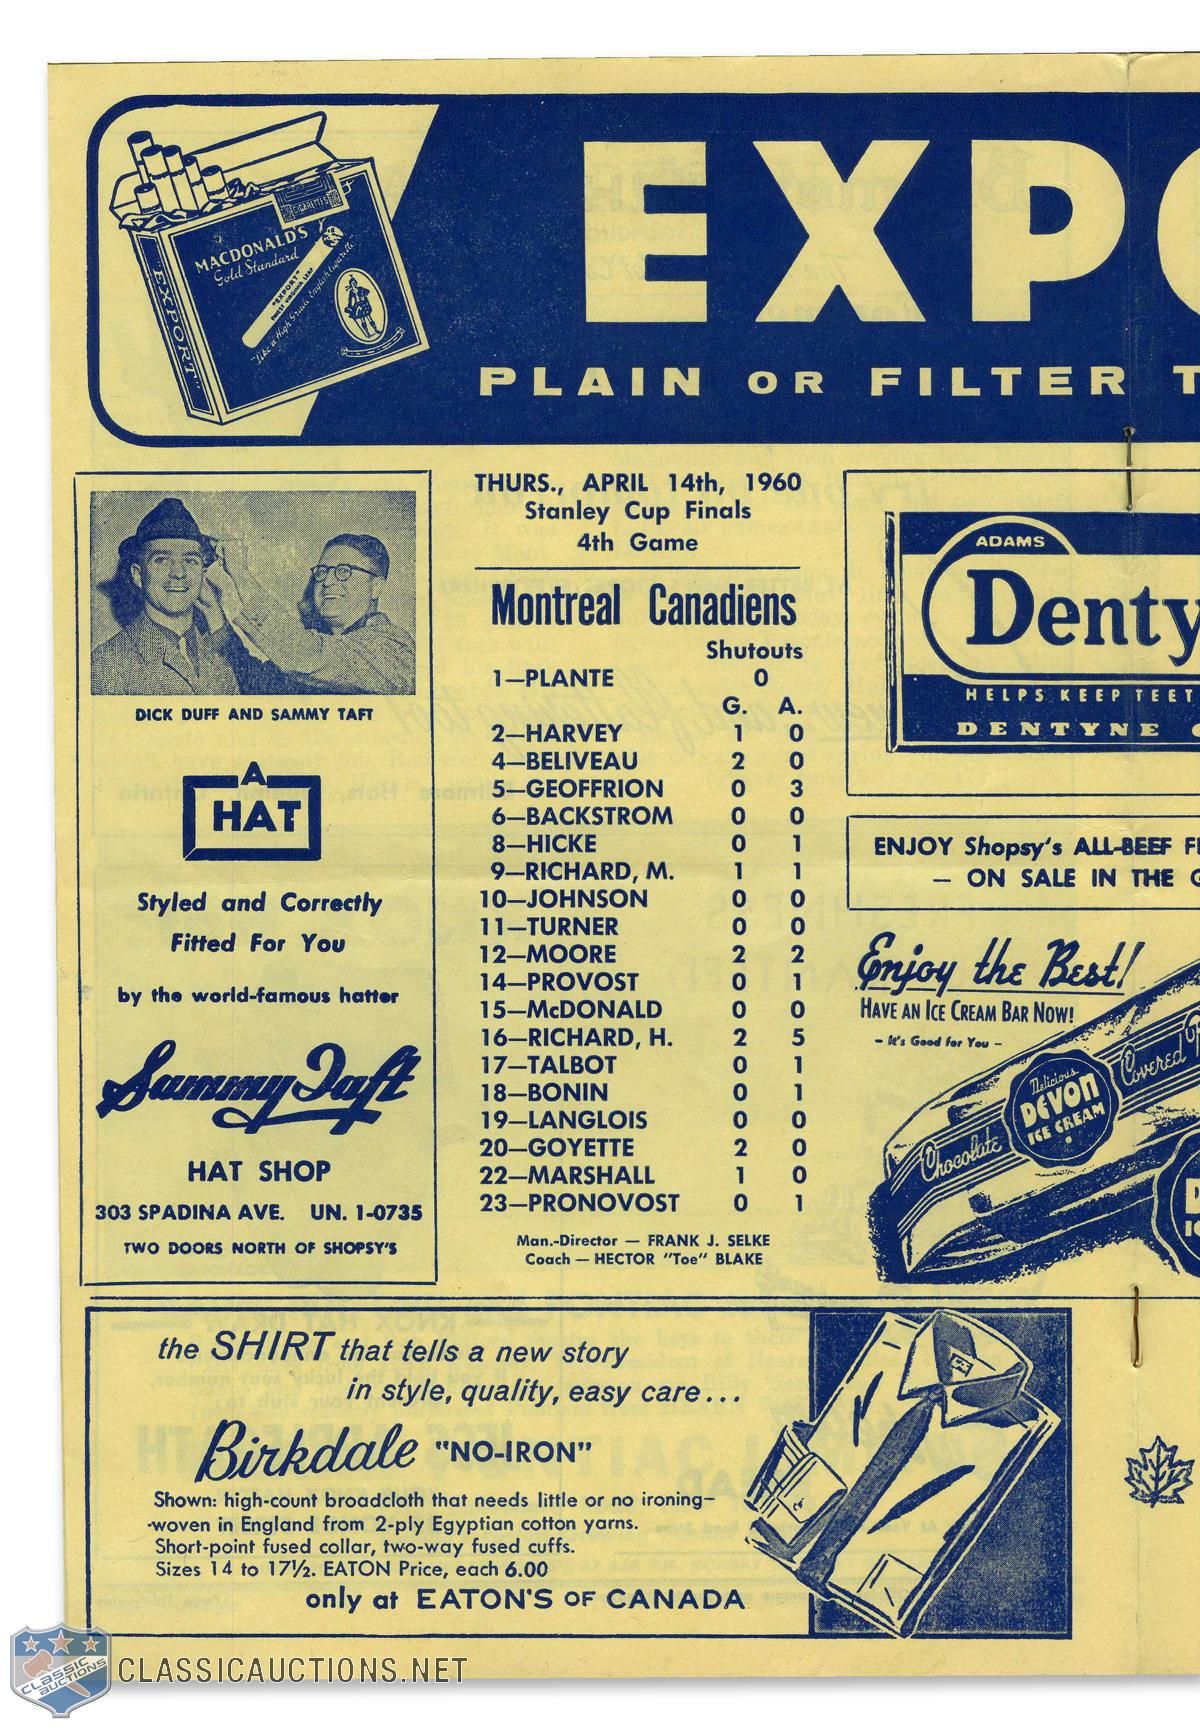 EXPO
PLAIN OR FILTER T
CIGARETTES
MACDONALD'S
Gold Standard
"EXPORT"
FINEST VIRGINIA LEAF
"EXPORT"
DICK DUFF AND SAMMY TAFT
A
HAT
Styled and Correctly
Fitted For You
by the world-famous hatter
Sammy Taft
HAT SHOP
303 SPADINA AVE. UN. 1-0735
TWO DOORS NORTH OF SHOPSY'S
THURS., APRIL 14th, 1960
Stanley Cup Finals
4th Game
Montreal Canadiens
Shutouts
1—PLANTE 0
G. A.
2—HARVEY 1 0
4—BELIVEAU 2 0
5—GEOFFRION 0 3
6—BACKSTROM 0 0
8—HICKE 0 1
9—RICHARD, M. 1 1
10—JOHNSON 0 0
11—TURNER 0 0
12—MOORE 2 2
14—PROVOST 0 1
15—McDONALD 0 0
16—RICHARD, H. 2 5
17—TALBOT 0 1
18—BONIN 0 1
19—LANGLOIS 0 0
20—GOYETTE 2 0
22—MARSHALL 1 0
23—PRONOVOST 0 1
Man.-Director — FRANK J. SELKE
Coach — HECTOR "Toe" BLAKE
ADAMS
Denty
HELPS KEEP TEET
DENTYNE
ENJOY Shopsy's ALL-BEEF F
— ON SALE IN THE G
Enjoy the Best!
HAVE AN ICE CREAM BAR NOW!
- It's Good for You -
Chocolate
Delicious
DEVON
ICE CREAM
Covered
the SHIRT that tells a new story
in style, quality, easy care...
Birkdale "NO-IRON"
Shown: high-count broadcloth that needs little or no ironing—
-woven in England from 2-ply Egyptian cotton yarns.
Short-point fused collar, two-way fused cuffs.
Sizes 14 to 17½. EATON Price, each 6.00
only at EATON'S OF CANADA
CLASSIC
AUCTIONS
CLASSICAUCTIONS.NET